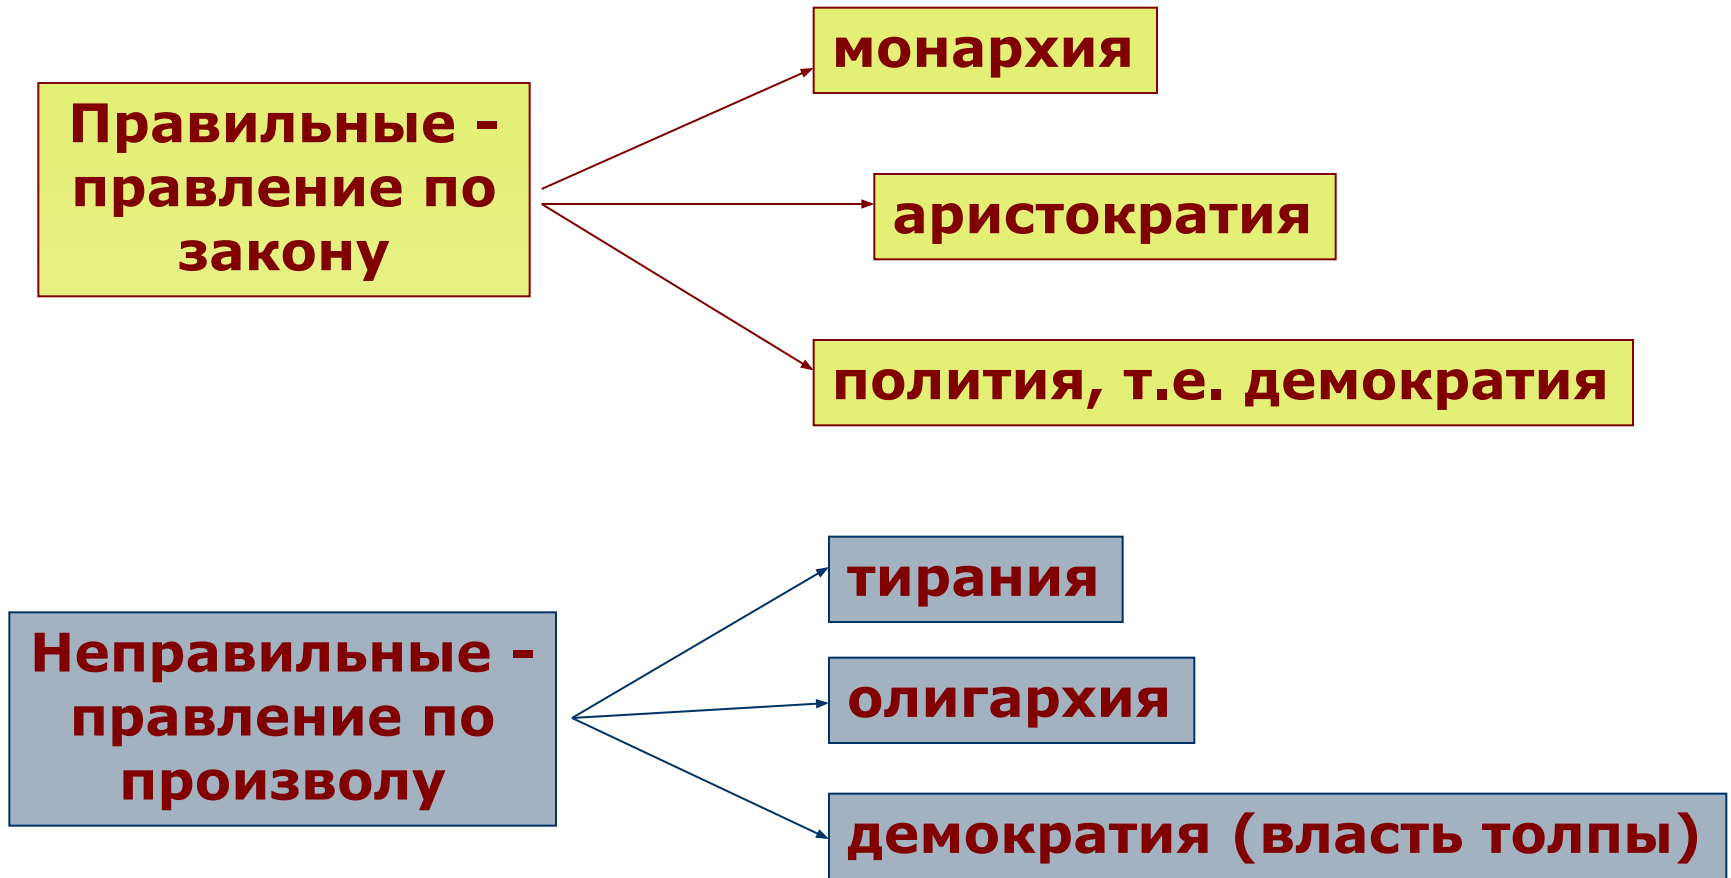 Правильные -
правление по
закону
монархия
аристократия
полития, т.е. демократия
Неправильные -
правление по
произволу
тирания
олигархия
демократия (власть толпы)